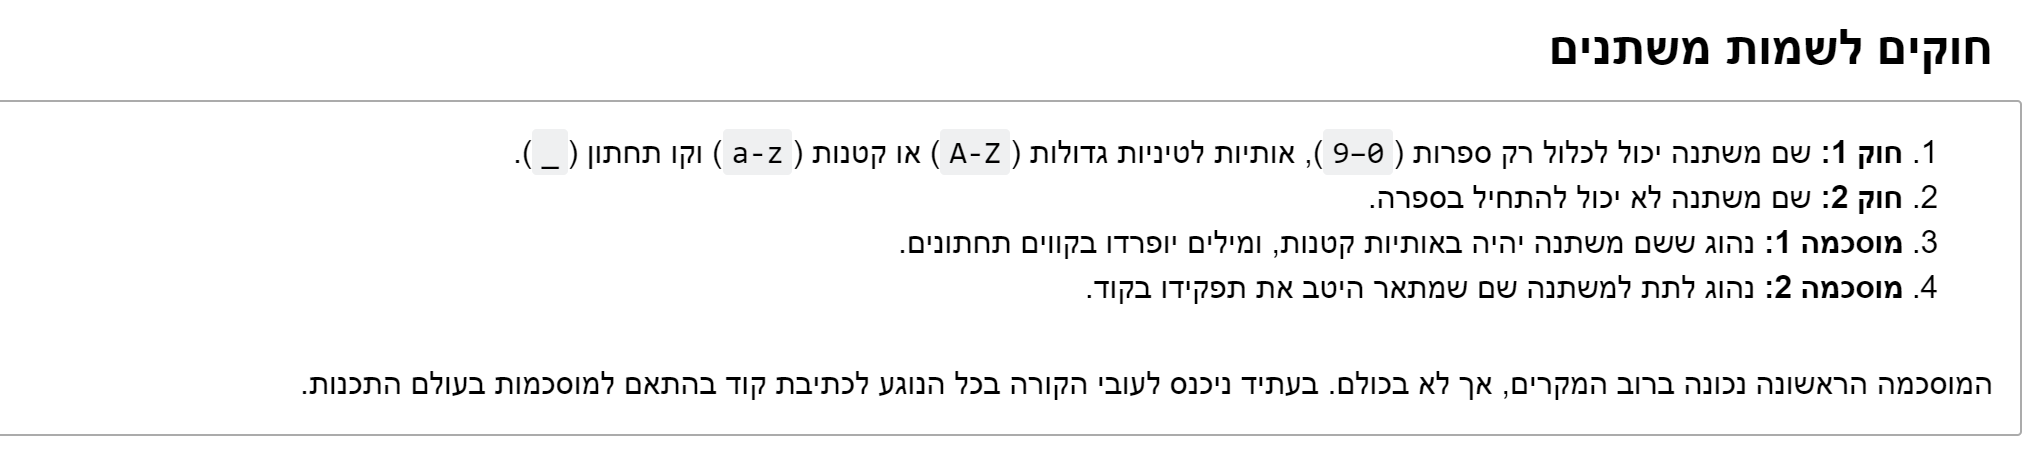 חוקים לשמות משתנים
1. חוק 1: שם משתנה יכול לכלול רק ספרות (9–0), אותיות לטיניות גדולות (A-Z) או קטנות (a-z) וקו תחתון (_).
2. חוק 2: שם משתנה לא יכול להתחיל בספרה.
3. מוסכמה 1: נהוג ששם משתנה יהיה באותיות קטנות, ומילים יופרדו בקווים תחתונים.
4. מוסכמה 2: נהוג לתת למשתנה שם שמתאר היטב את תפקידו בקוד.
המוסכמה הראשונה נכונה ברוב המקרים, אך לא בכולם. בעתיד ניכנס לעובי הקורה בכל הנוגע לכתיבת קוד בהתאם למוסכמות בעולם התכנות.